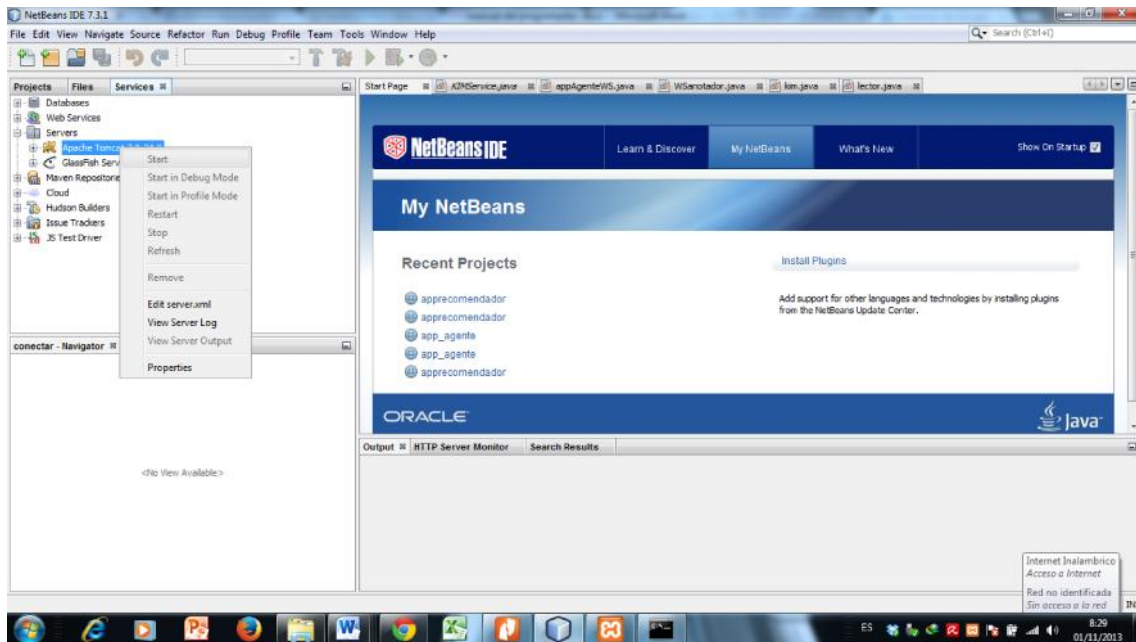 NetBeans IDE 7.3.1
File Edit View Navigate Source Refactor Run Debug Profile Team Tools Window Help
Search (Ctrl+I)
Projects Files Services
Databases
Web Services
Servers
Apache Tomcat
GlassFish Serv
Maven Repositorie
Cloud
Hudson Builders
Issue Trackers
JS Test Driver
Start
Start in Debug Mode
Start in Profile Mode
Restart
Stop
Refresh
Remove
Edit server.xml
View Server Log
View Server Output
Properties
conectar - Navigator
<No View Available>
Start Page KIMService.java appAgenteWS.java WSanotador.java kim.java lector.java
NetBeans IDE
Learn & Discover My NetBeans What's New Show On Startup
My NetBeans
Recent Projects
apprecomendador
apprecomendador
app_agente
app_agente
apprecomendador
Install Plugins
Add support for other languages and technologies by installing plugins
from the NetBeans Update Center.
ORACLE
Java
Output HTTP Server Monitor Search Results
Internet Inalambrico
Acceso a Internet
Red no identificada
Sin acceso a la red
IN
ES
8:29
01/11/2013